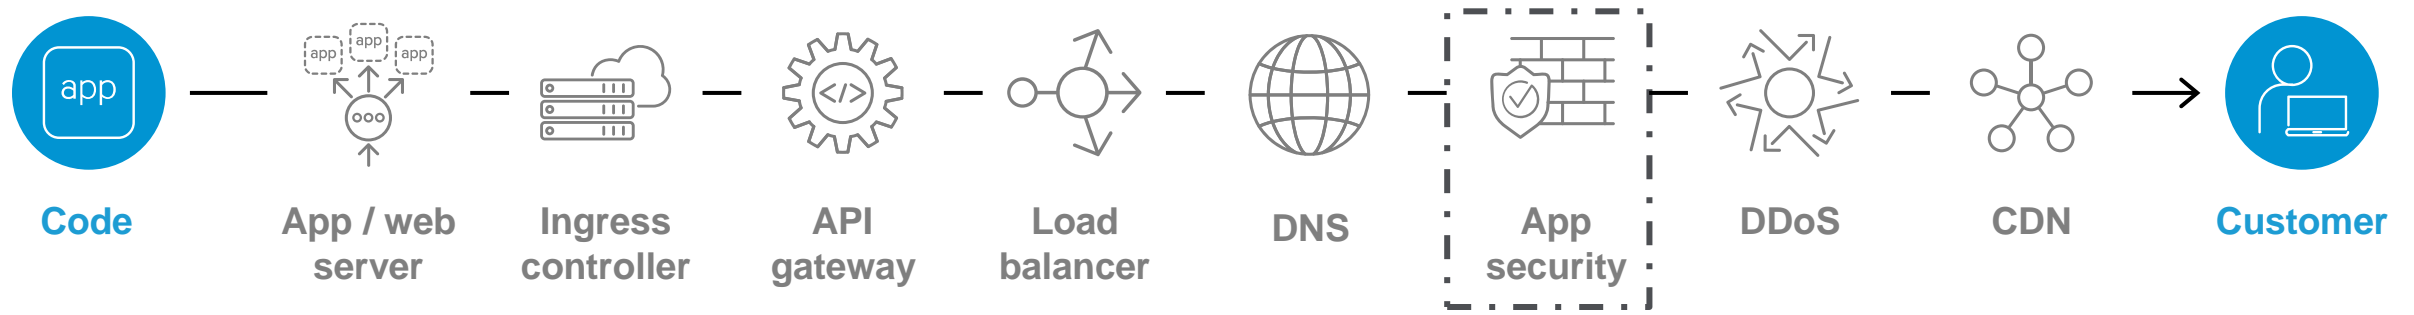 app
app
app
app
</>
Code
App / web
server
Ingress
controller
API
gateway
Load
balancer
DNS
App
security
DDoS
CDN
Customer